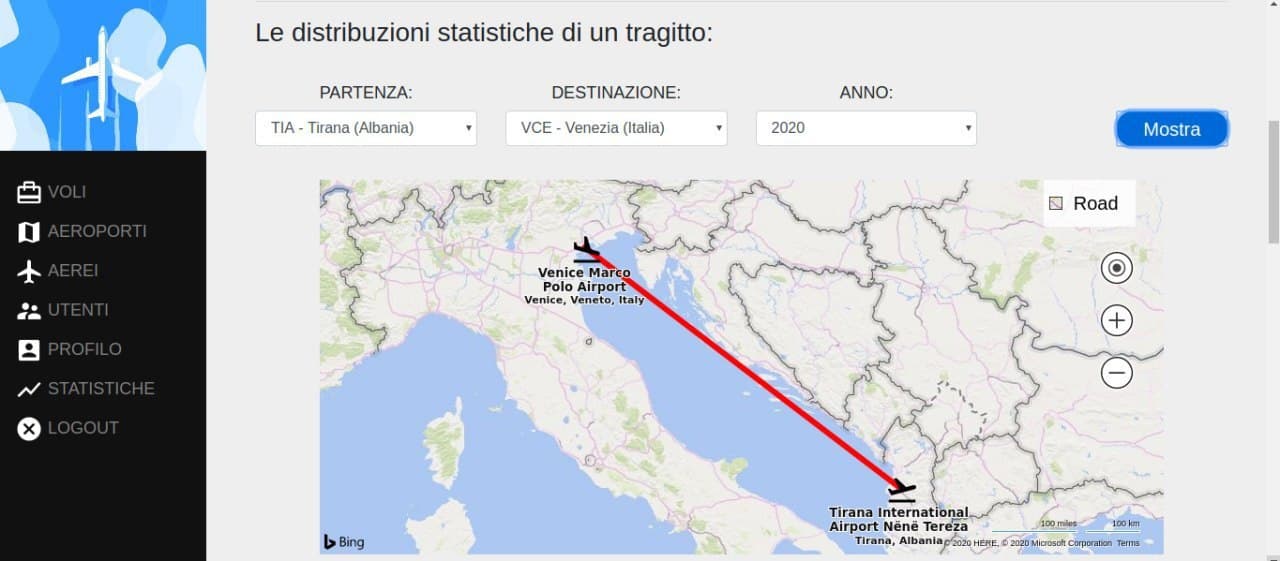 Le distribuzioni statistiche di un tragitto:
PARTENZA:
DESTINAZIONE:
ANNO:
TIA - Tirana (Albania)
VCE - Venezia (Italia)
2020
Mostra
VOLI
AEROPORTI
AEREI
UTENTI
PROFILO
STATISTICHE
LOGOUT
Road
Venice Marco
Polo Airport
Venice, Veneto, Italy
Tirana International
Airport Nënë Tereza
Tirana, Albania
100 miles
100 km
© 2020 HERE, © 2020 Microsoft Corporation Terms
Bing